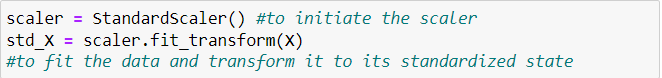 scaler = StandardScaler() #to initiate the scaler
std_X = scaler.fit_transform(X)
#to fit the data and transform it to its standardized state